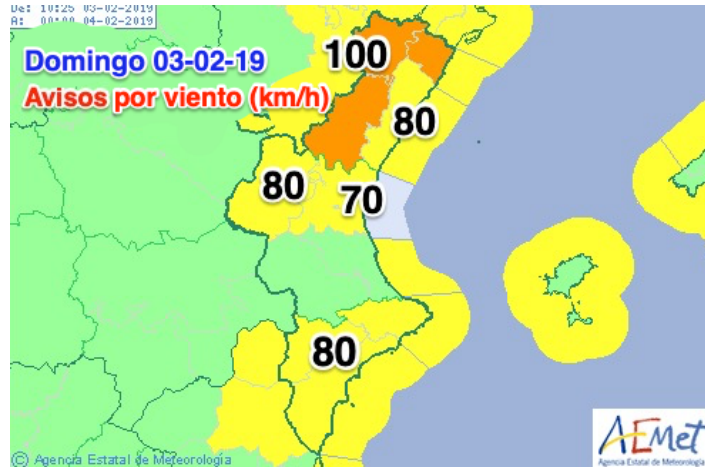 De: 10:25 03-02-2019
A: 00:00 04-02-2019
Domingo 03-02-19
Avisos por viento (km/h)
100
80
80
70
80
© Agencia Estatal de Meteorología
AEMet
Agencia Estatal de Meteorología